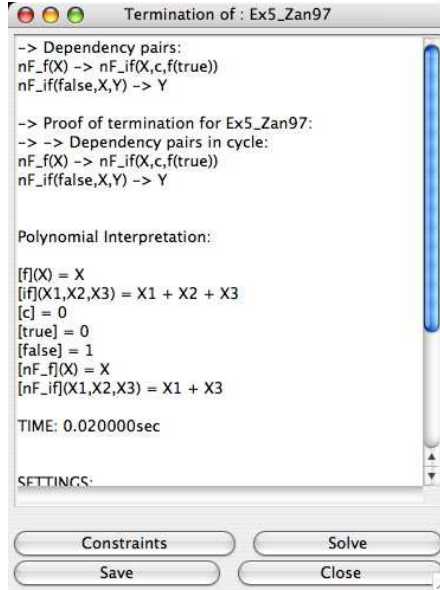 Termination of : Ex5_Zan97
-> Dependency pairs:
nF_f(X) -> nF_if(X,c,f(true))
nF_if(false,X,Y) -> Y
-> Proof of termination for Ex5_Zan97:
-> -> Dependency pairs in cycle:
nF_f(X) -> nF_if(X,c,f(true))
nF_if(false,X,Y) -> Y
Polynomial Interpretation:
[f](X) = X
[if](X1,X2,X3) = X1 + X2 + X3
[c] = 0
[true] = 0
[false] = 1
[nF_f](X) = X
[nF_if](X1,X2,X3) = X1 + X3
TIME: 0.020000sec
SETTINGS:
Constraints
Solve
Save
Close